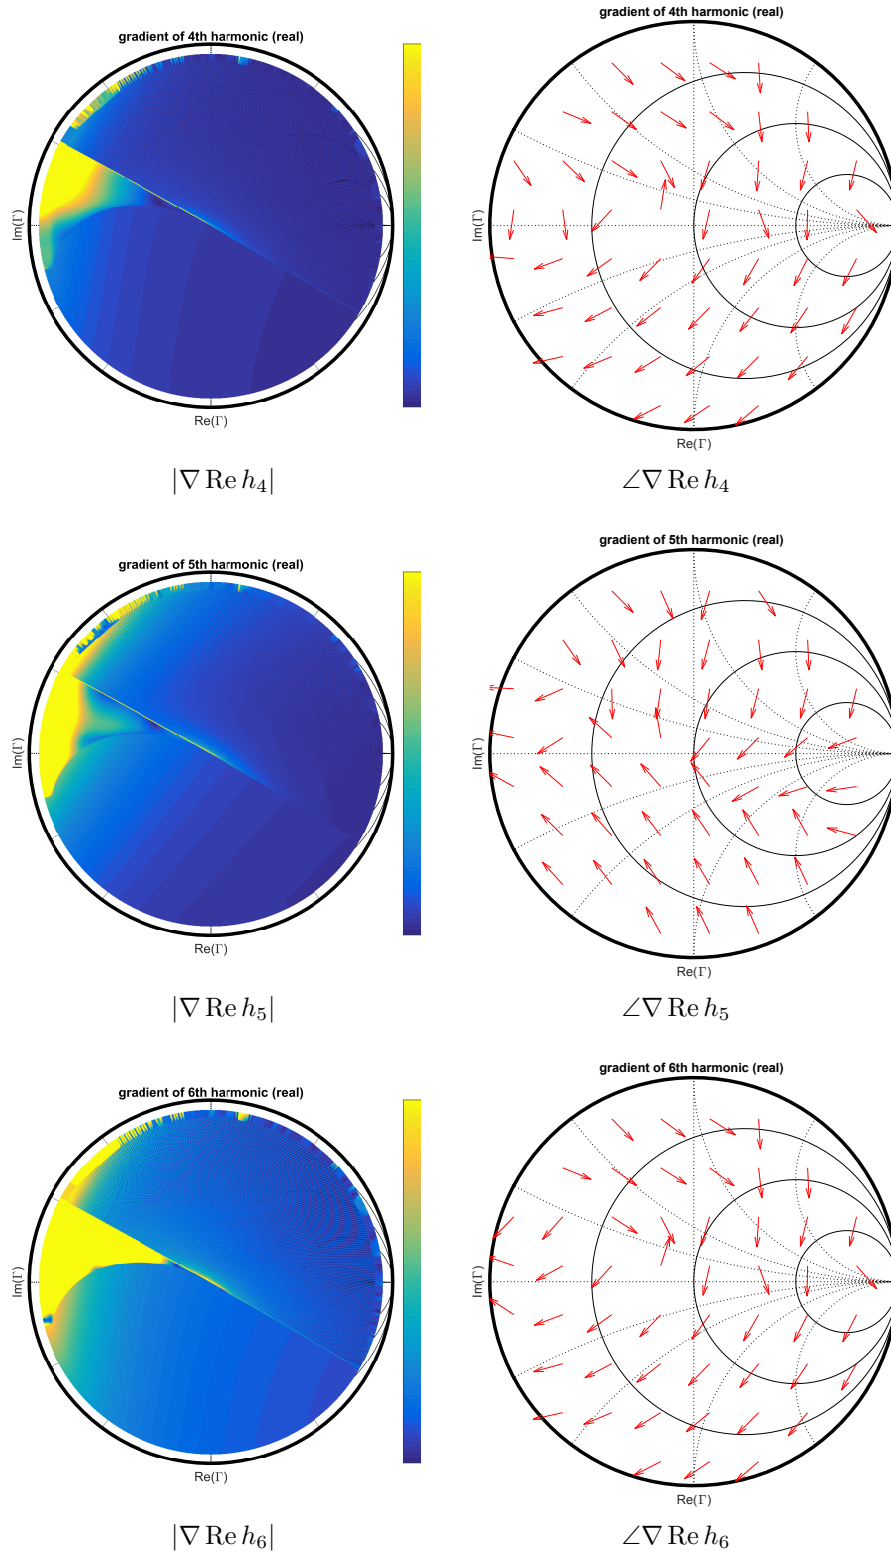 gradient of 4th harmonic (real)
Im(Γ)
Re(Γ)
|∇ Re h₄|
gradient of 4th harmonic (real)
Im(Γ)
Re(Γ)
∠∇ Re h₄
gradient of 5th harmonic (real)
Im(Γ)
Re(Γ)
|∇ Re h₅|
gradient of 5th harmonic (real)
Im(Γ)
Re(Γ)
∠∇ Re h₅
gradient of 6th harmonic (real)
Im(Γ)
Re(Γ)
|∇ Re h₆|
gradient of 6th harmonic (real)
Im(Γ)
Re(Γ)
∠∇ Re h₆